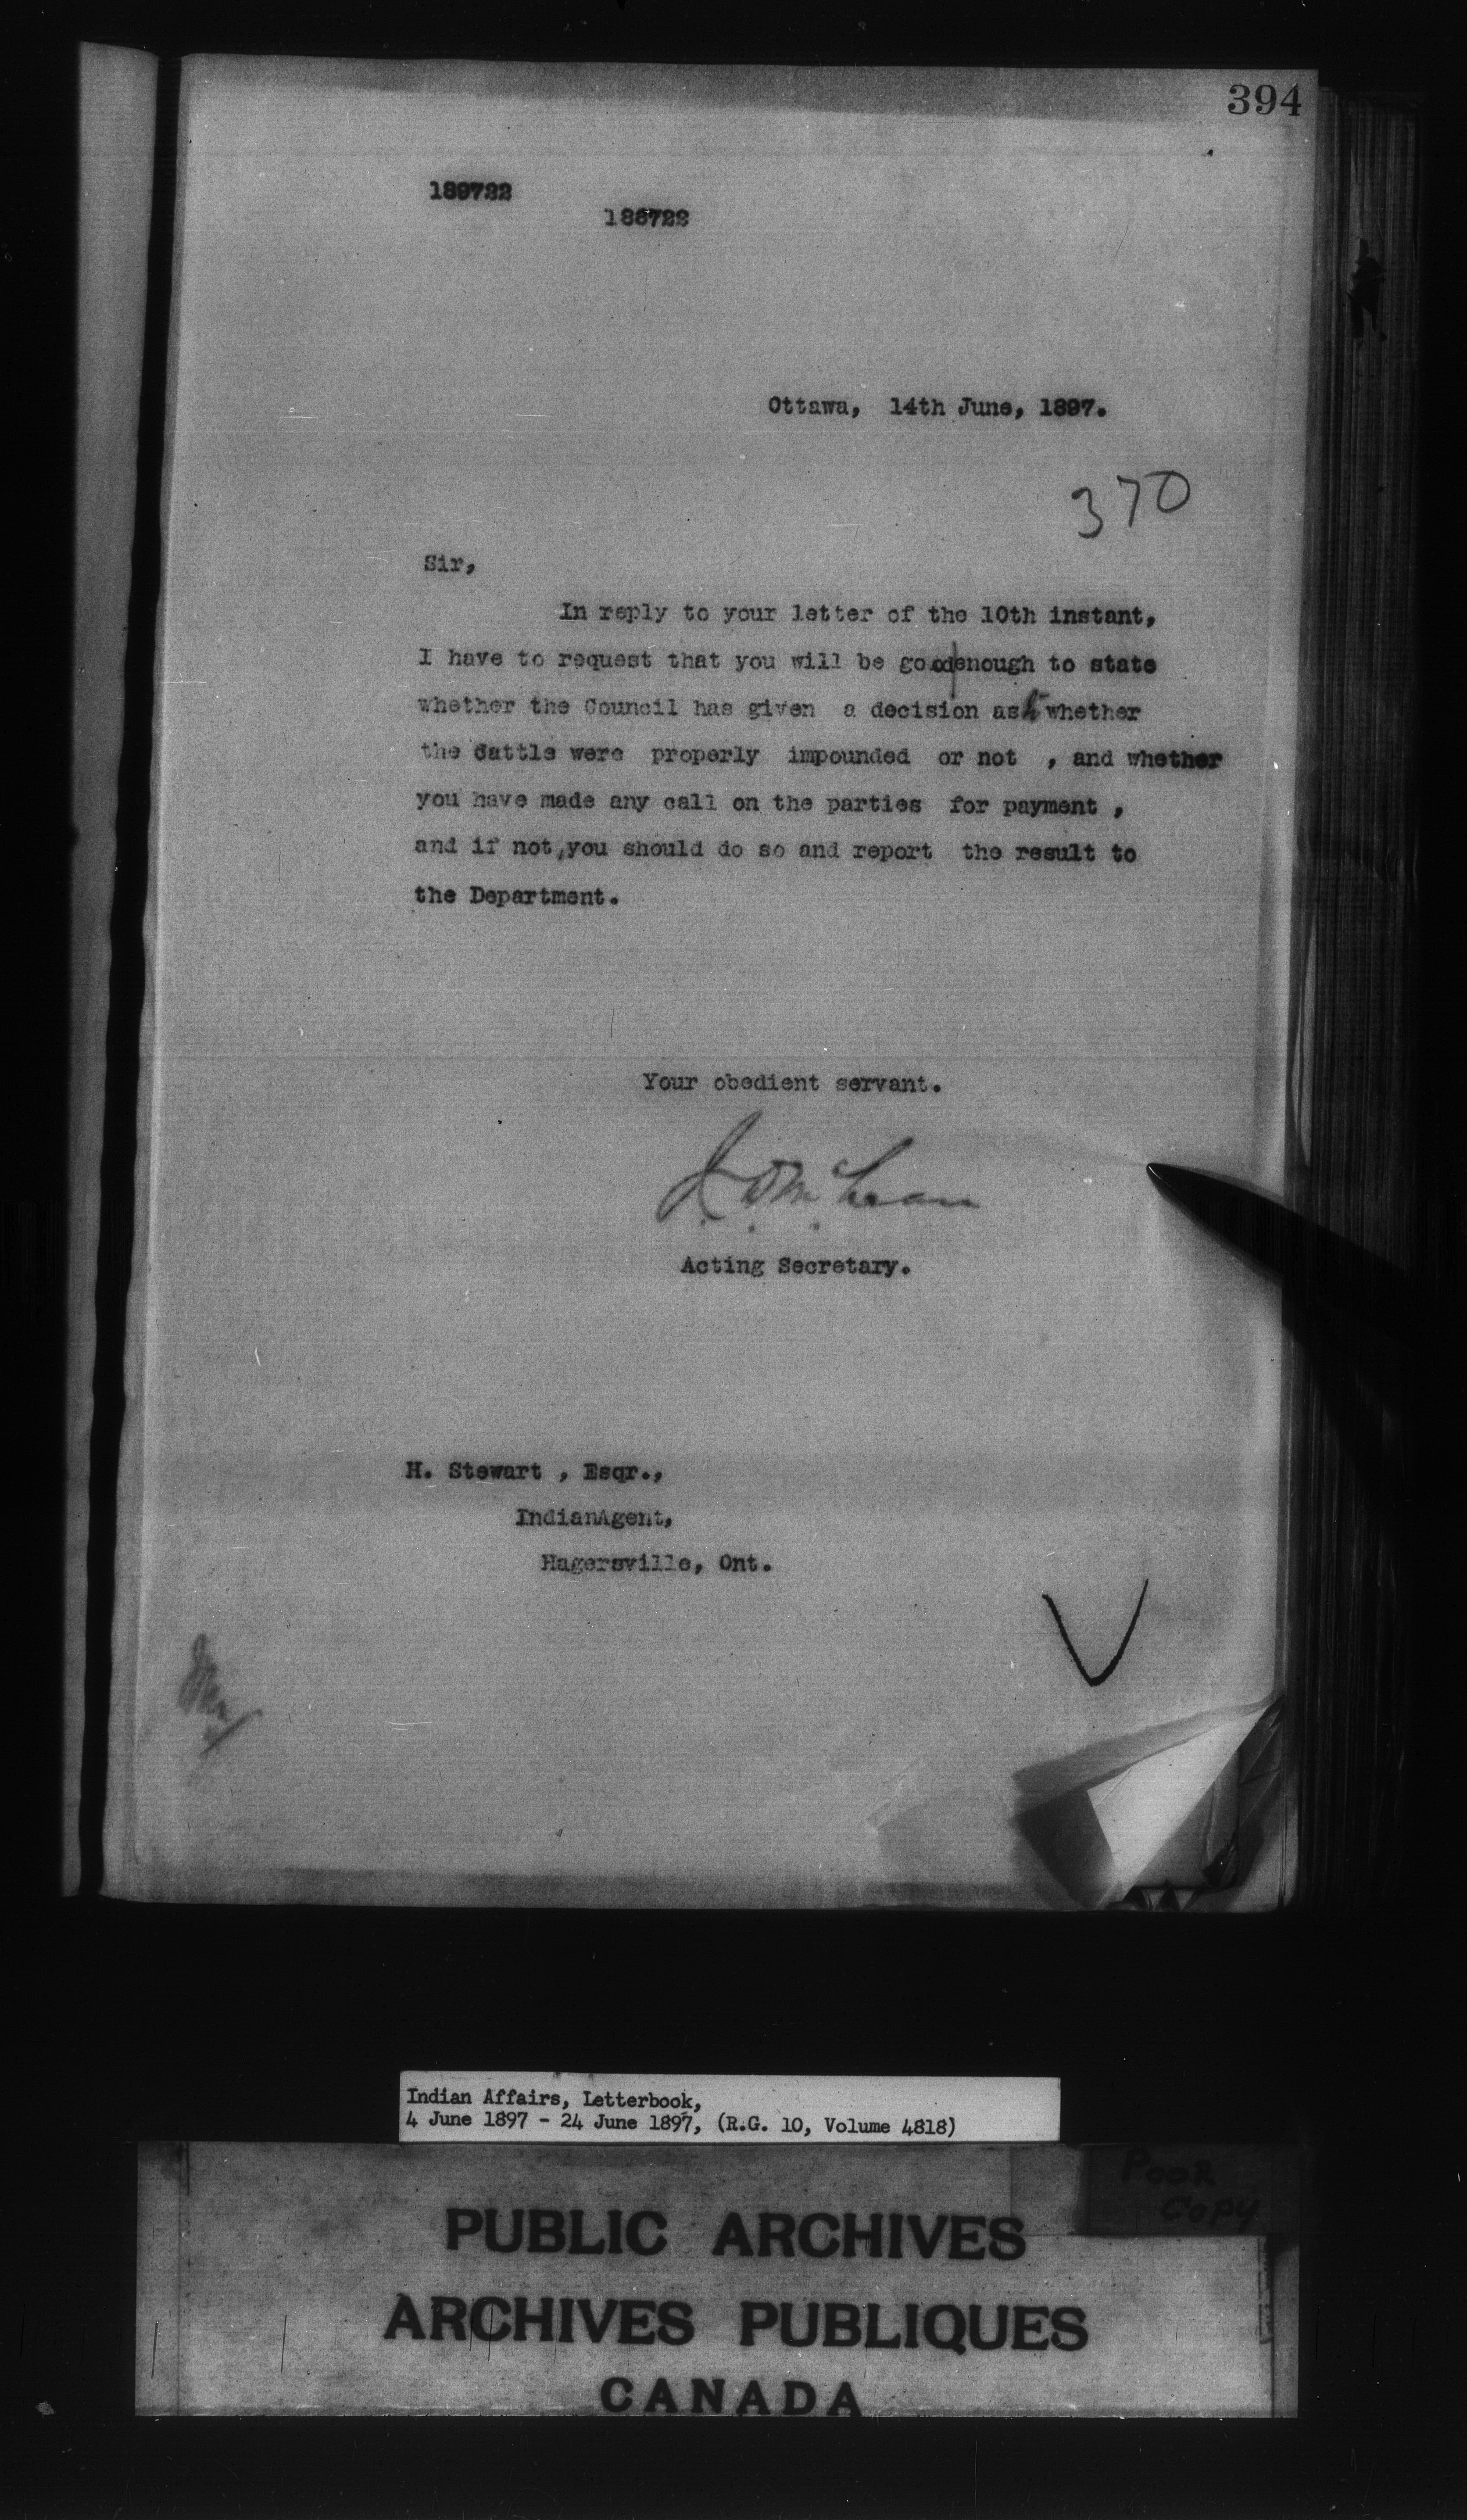 394
189722
186722
Ottawa, 14th June, 1897.
370
Sir,
In reply to your letter of the 10th instant,
I have to request that you will be good enough to state
whether the Council has given a decision as to whether
the cattle were properly impounded or not , and whether
you have made any call on the parties for payment ,
and if not, you should do so and report the result to
the Department.
Your obedient servant.
J. D. McLean
Acting Secretary.
H. Stewart , Esqr.,
IndianAgent,
Hagersville, Ont.
Indian Affairs, Letterbook,
4 June 1897 - 24 June 1897, (R.G. 10, Volume 4818)
POOR
COPY
PUBLIC ARCHIVES
ARCHIVES PUBLIQUES
CANADA